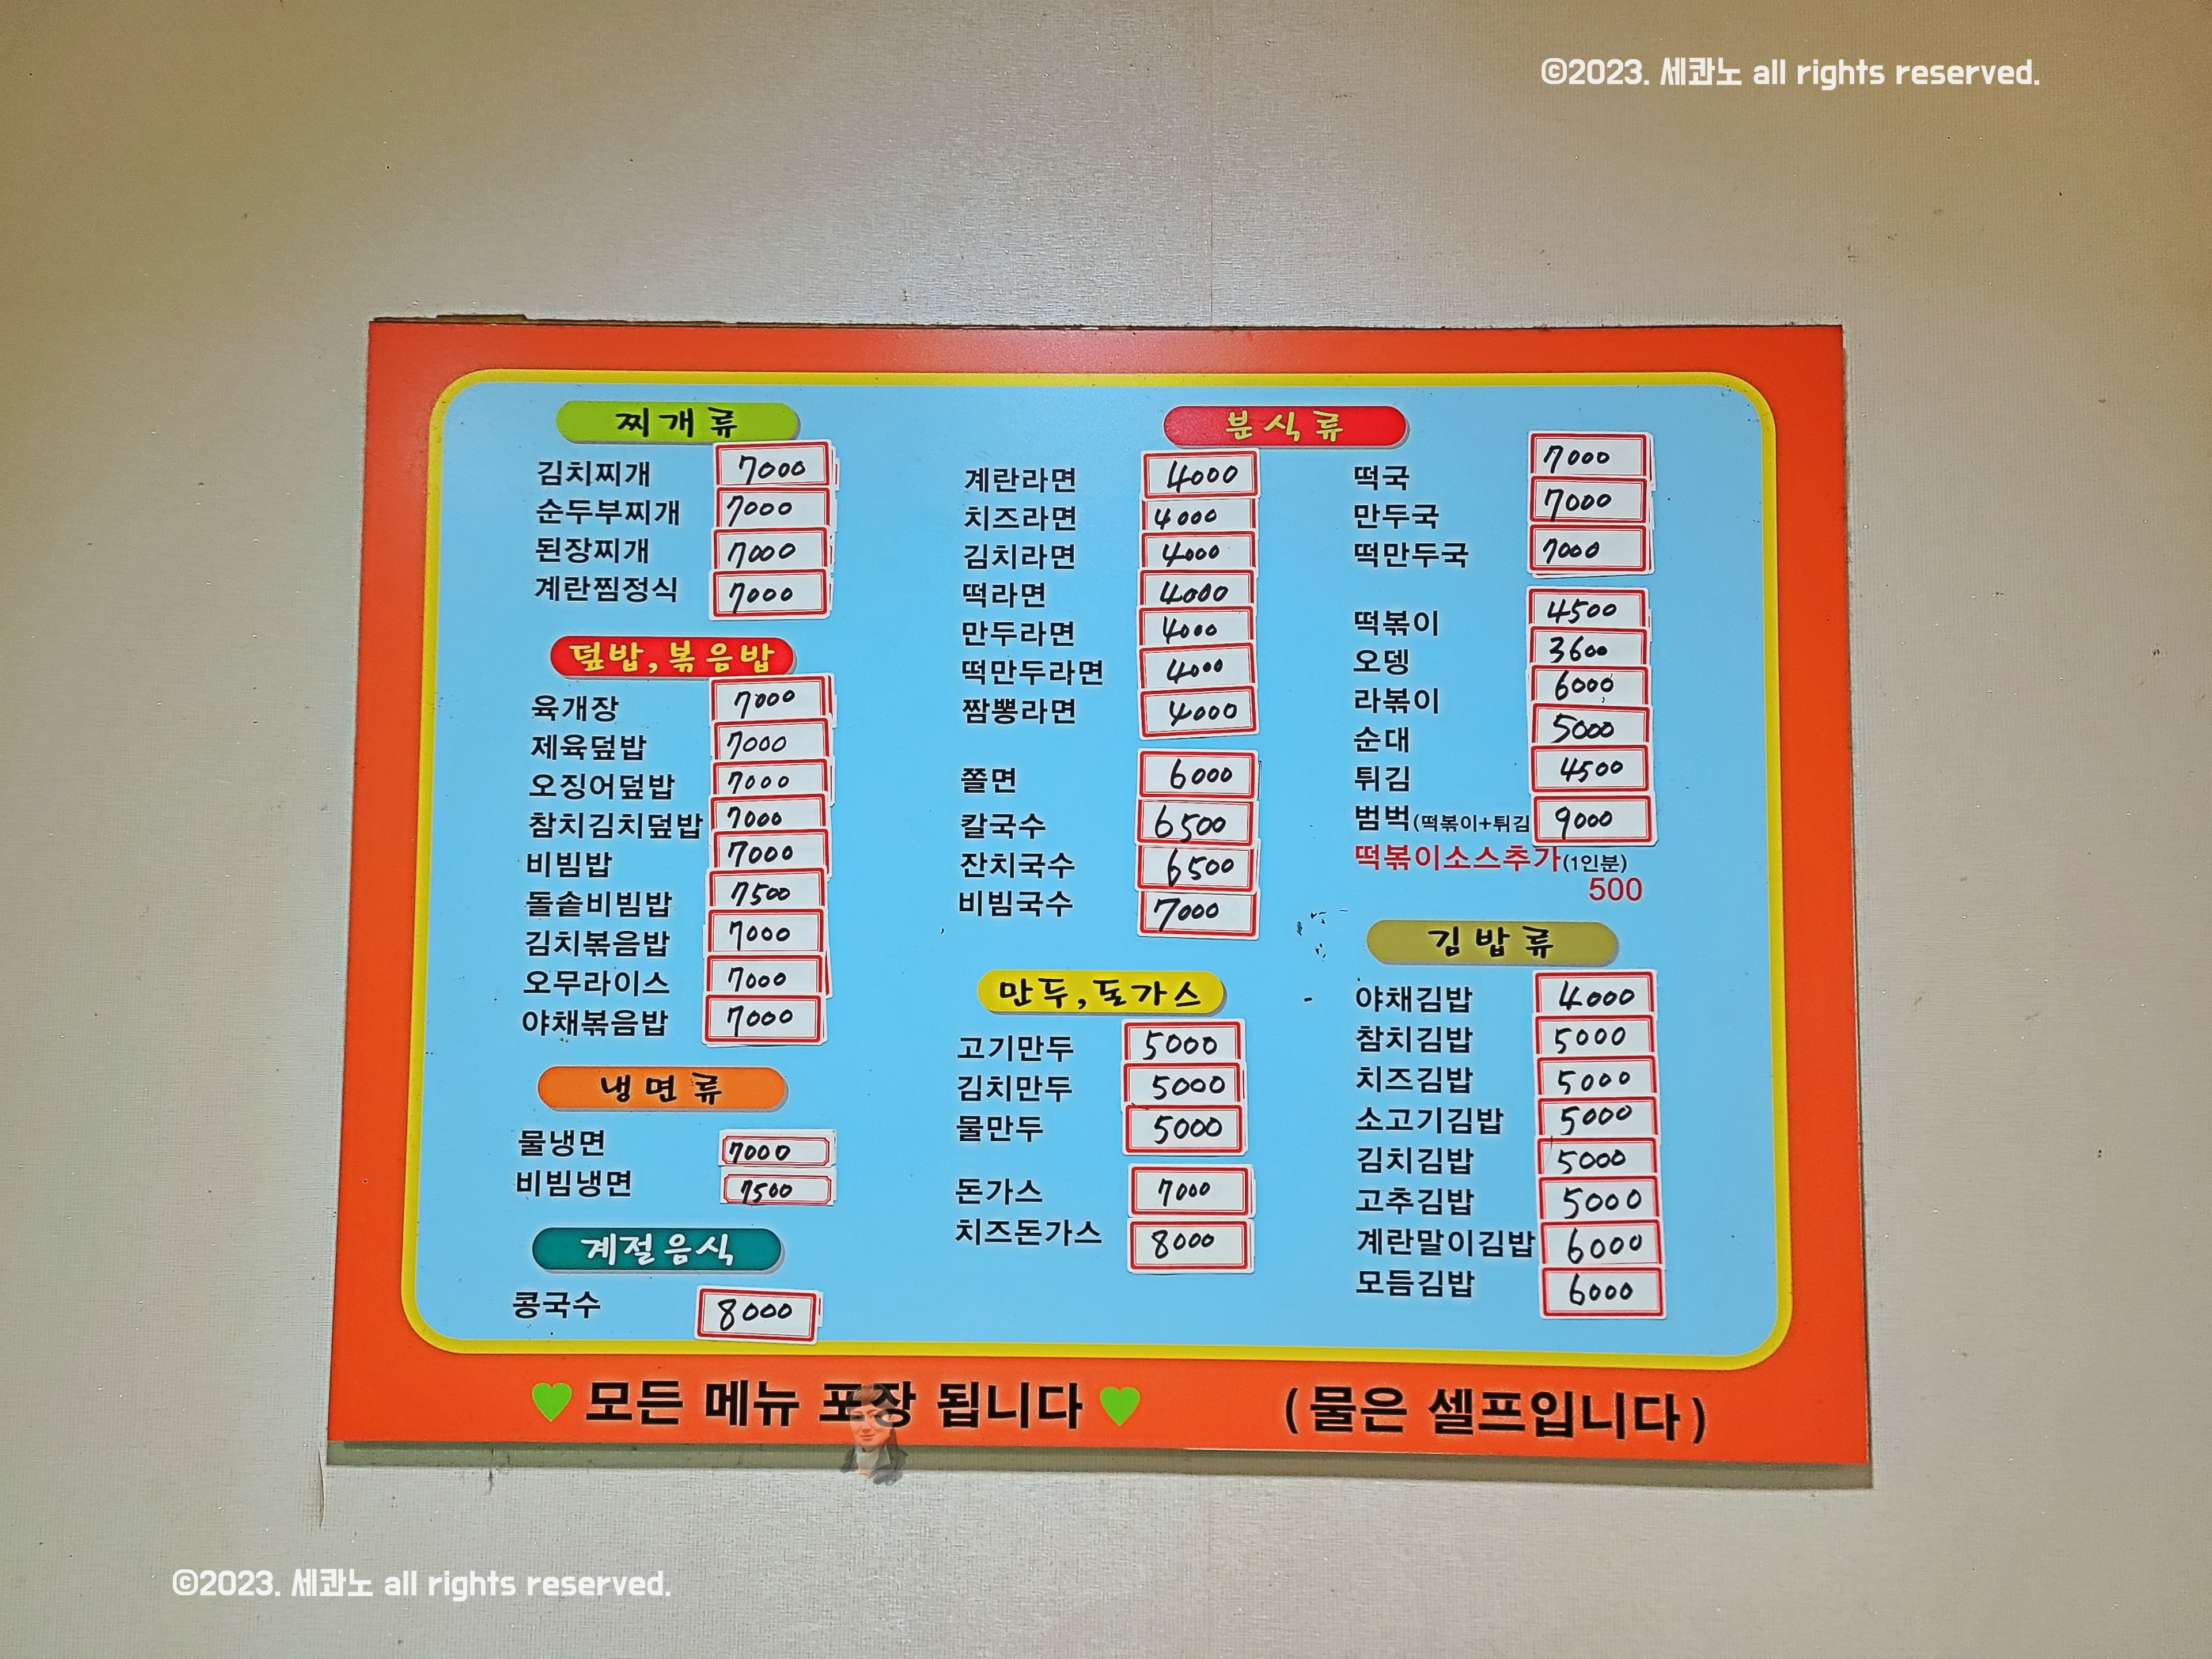 ©2023. 세콰노 all rights reserved.
찌개류
김치찌개 7000
순두부찌개 7000
된장찌개 7000
계란찜정식 7000
덮밥,볶음밥
육개장 7000
제육덮밥 7000
오징어덮밥 7000
참치김치덮밥 7000
비빔밥 7000
돌솥비빔밥 7500
김치볶음밥 7000
오무라이스 7000
야채볶음밥 7000
냉면류
물냉면 7000
비빔냉면 7500
계절음식
콩국수 8000
분식류
계란라면 4000
치즈라면 4000
김치라면 4000
떡라면 4000
만두라면 4000
떡만두라면 4000
짬뽕라면 4000
쫄면 6000
칼국수 6500
잔치국수 6500
비빔국수 7000
만두,돈가스
고기만두 5000
김치만두 5000
물만두 5000
돈가스 7000
치즈돈가스 8000
떡국 7000
만두국 7000
떡만두국 7000
떡볶이 4500
오뎅 3600
라볶이 6000
순대 5000
튀김 4500
범벅(떡볶이+튀김 9000
떡볶이소스추가(1인분)
500
김밥류
야채김밥 4000
참치김밥 5000
치즈김밥 5000
소고기김밥 5000
김치김밥 5000
고추김밥 5000
계란말이김밥 6000
모듬김밥 6000
모든 메뉴 포장 됩니다 (물은 셀프입니다)
©2023. 세콰노 all rights reserved.